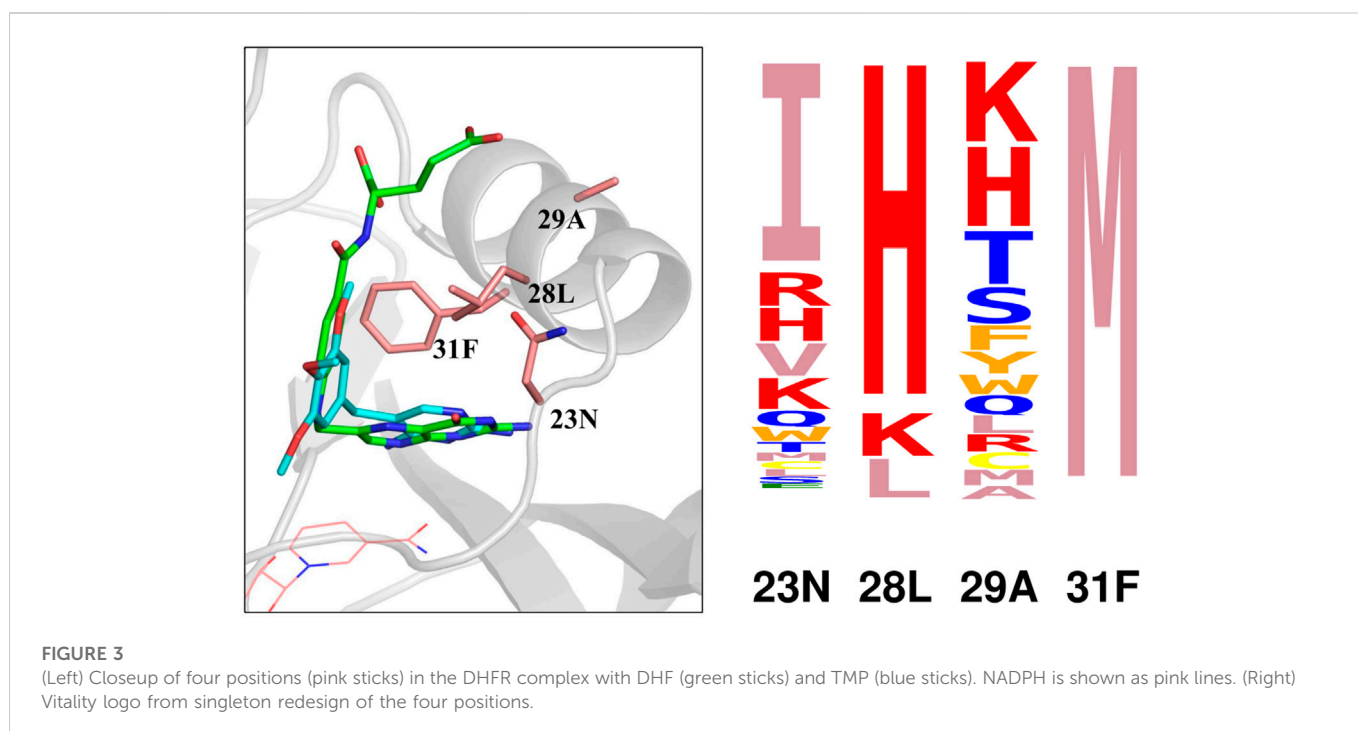 29A
28L
31F
23N
I
R
H
V
K
Q
W
T
M
C
L
S
H
K
L
K
H
T
S
F
Y
W
Q
L
R
C
M
A
M
23N 28L 29A 31F
FIGURE 3
(Left) Closeup of four positions (pink sticks) in the DHFR complex with DHF (green sticks) and TMP (blue sticks). NADPH is shown as pink lines. (Right)
Vitality logo from singleton redesign of the four positions.